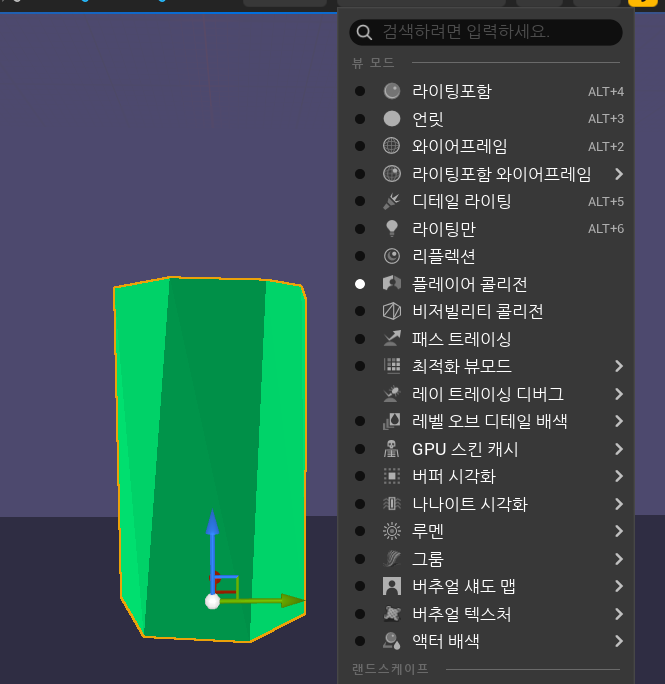 검색하려면 입력하세요.
뷰 모드
라이팅포함 ALT+4
언릿 ALT+3
와이어프레임 ALT+2
라이팅포함 와이어프레임
디테일 라이팅 ALT+5
라이팅만 ALT+6
리플렉션
플레이어 콜리전
비저빌리티 콜리전
패스 트레이싱
최적화 뷰모드
레이 트레이싱 디버그
레벨 오브 디테일 배색
GPU 스킨 캐시
버퍼 시각화
나나이트 시각화
루멘
그룸
버추얼 섀도 맵
버추얼 텍스처
액터 배색
랜드스케이프